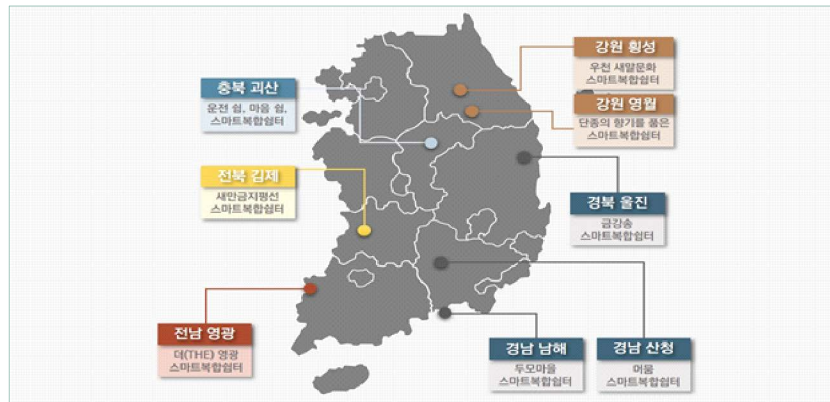 강원 횡성
우천 새말문화
스마트복합쉼터
충북 괴산
운전 쉼, 마음 쉼,
스마트복합쉼터
강원 영월
단종의 향기를 품은
스마트복합쉼터
전북 김제
새만금지평선
스마트복합쉼터
경북 울진
금강송
스마트복합쉼터
전남 영광
더(THE) 영광
스마트복합쉼터
경남 남해
두모마을
스마트복합쉼터
경남 산청
머뭄
스마트복합쉼터